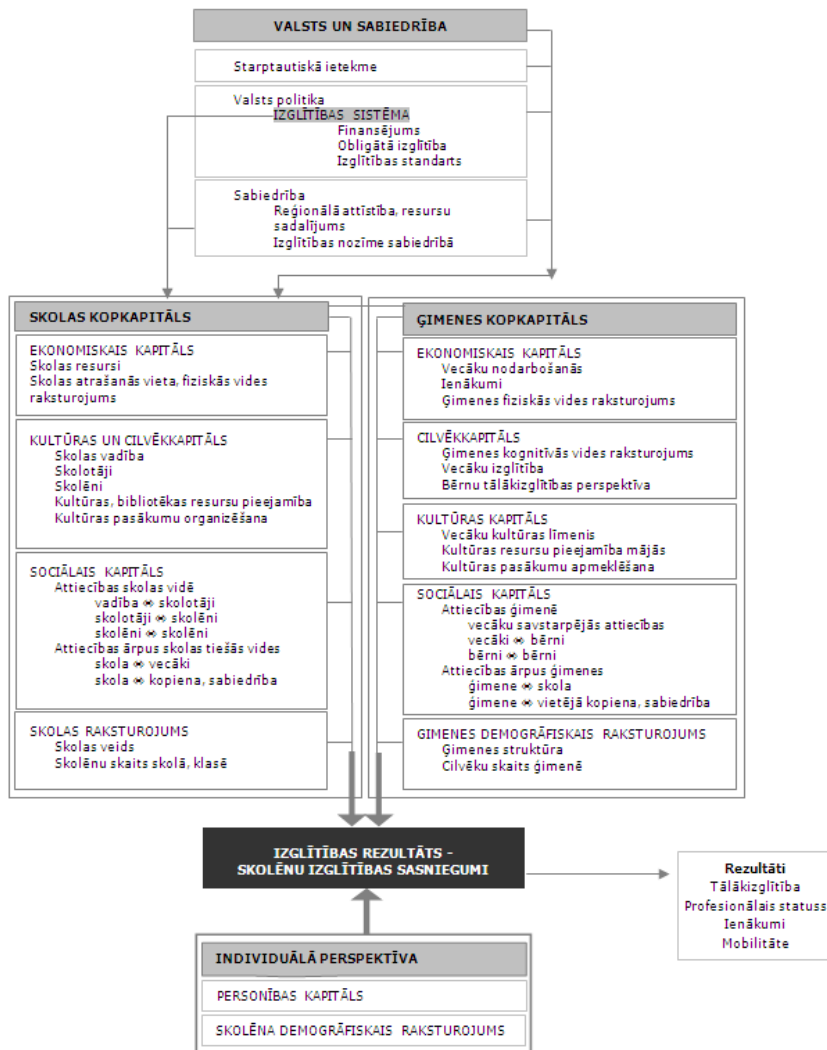 VALSTS UN SABIEDRĪBA
Starptautiskā ietekme
Valsts politika
IZGLĪTĪBAS SISTĒMA
Finansējums
Obligātā izglītība
Izglītības standarts
Sabiedrība
Reģionālā attīstība, resursu
sadalījums
Izglītības nozīme sabiedrībā
SKOLAS KOPKAPITĀLS
EKONOMISKAIS KAPITĀLS
Skolas resursi
Skolas atrašanās vieta, fiziskās vides
raksturojums
KULTŪRAS UN CILVĒKKAPITĀLS
Skolas vadība
Skolotāji
Skolēni
Kultūras, bibliotēkas resursu pieejamība
Kultūras pasākumu organizēšana
SOCIĀLAIS KAPITĀLS
Attiecības skolas vidē
vadība ⇔ skolotāji
skolotāji ⇔ skolēni
skolēni ⇔ skolēni
Attiecības ārpus skolas tiešās vides
skola ⇔ vecāki
skola ⇔ kopiena, sabiedrība
SKOLAS RAKSTUROJUMS
Skolas veids
Skolēnu skaits skolā, klasē
ĢIMENES KOPKAPITĀLS
EKONOMISKAIS KAPITĀLS
Vecāku nodarbošanās
Ienākumi
Ģimenes fiziskās vides raksturojums
CILVĒKKAPITĀLS
Ģimenes kognitīvās vides raksturojums
Vecāku izglītība
Bērnu tālākizglītības perspektīva
KULTŪRAS KAPITĀLS
Vecāku kultūras līmenis
Kultūras resursu pieejamība mājās
Kultūras pasākumu apmeklēšana
SOCIĀLAIS KAPITĀLS
Attiecības ģimenē
vecāku savstarpējās attiecības
vecāki ⇔ bērni
bērni ⇔ bērni
Attiecības ārpus ģimenes
ģimene ⇔ skola
ģimene ⇔ vietējā kopiena, sabiedrība
ĢIMENES DEMOGRĀFISKAIS RAKSTUROJUMS
Ģimenes struktūra
Cilvēku skaits ģimenē
IZGLĪTĪBAS REZULTĀTS -
SKOLĒNU IZGLĪTĪBAS SASNIEGUMI
Rezultāti
Tālākizglītība
Profesionālais statuss
Ienākumi
Mobilitāte
INDIVIDUĀLĀ PERSPEKTĪVA
PERSONĪBAS KAPITĀLS
SKOLĒNA DEMOGRĀFISKAIS RAKSTUROJUMS